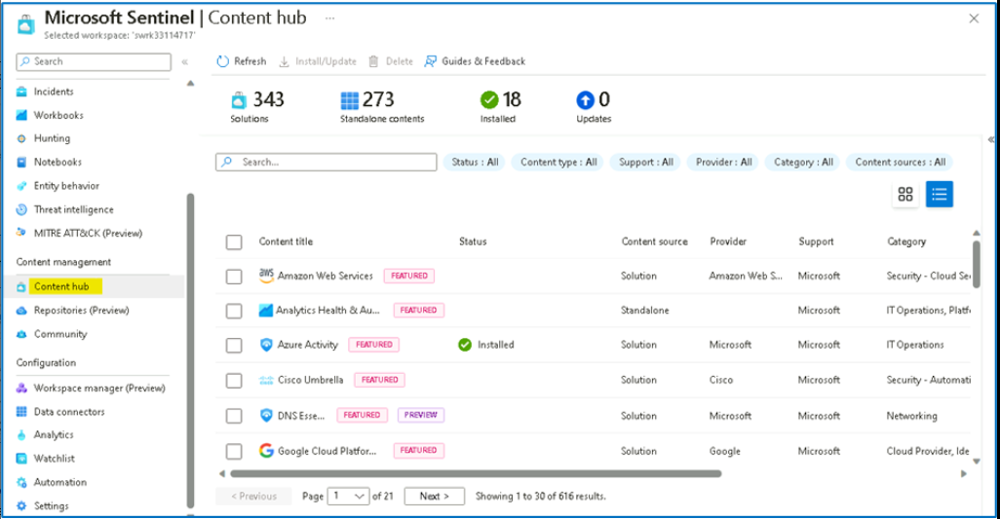 Microsoft Sentinel | Content hub ...
Selected workspace: 'swrk33114717'
Search
Incidents
Workbooks
Hunting
Notebooks
Entity behavior
Threat intelligence
MITRE ATT&CK (Preview)
Content management
Content hub
Repositories (Preview)
Community
Configuration
Workspace manager (Preview)
Data connectors
Analytics
Watchlist
Automation
Settings
Refresh Install/Update Delete Guides & Feedback
343 273 18 0
Solutions Standalone contents Installed Updates
Search... Status : All Content type : All Support : All Provider : All Category : All Content sources : All
Content title Status Content source Provider Support Category
aws Amazon Web Services FEATURED Solution Amazon Web S... Microsoft Security - Cloud Se
Analytics Health & Au... FEATURED Standalone Microsoft IT Operations, Platf
Azure Activity FEATURED Installed Solution Microsoft Microsoft IT Operations
Cisco Umbrella FEATURED Solution Cisco Microsoft Security - Automati
DNS Esse... FEATURED PREVIEW Solution Microsoft Microsoft Networking
Google Cloud Platfor... FEATURED Solution Google Microsoft Cloud Provider, Ide
< Previous Page 1 of 21 Next > Showing 1 to 30 of 616 results.